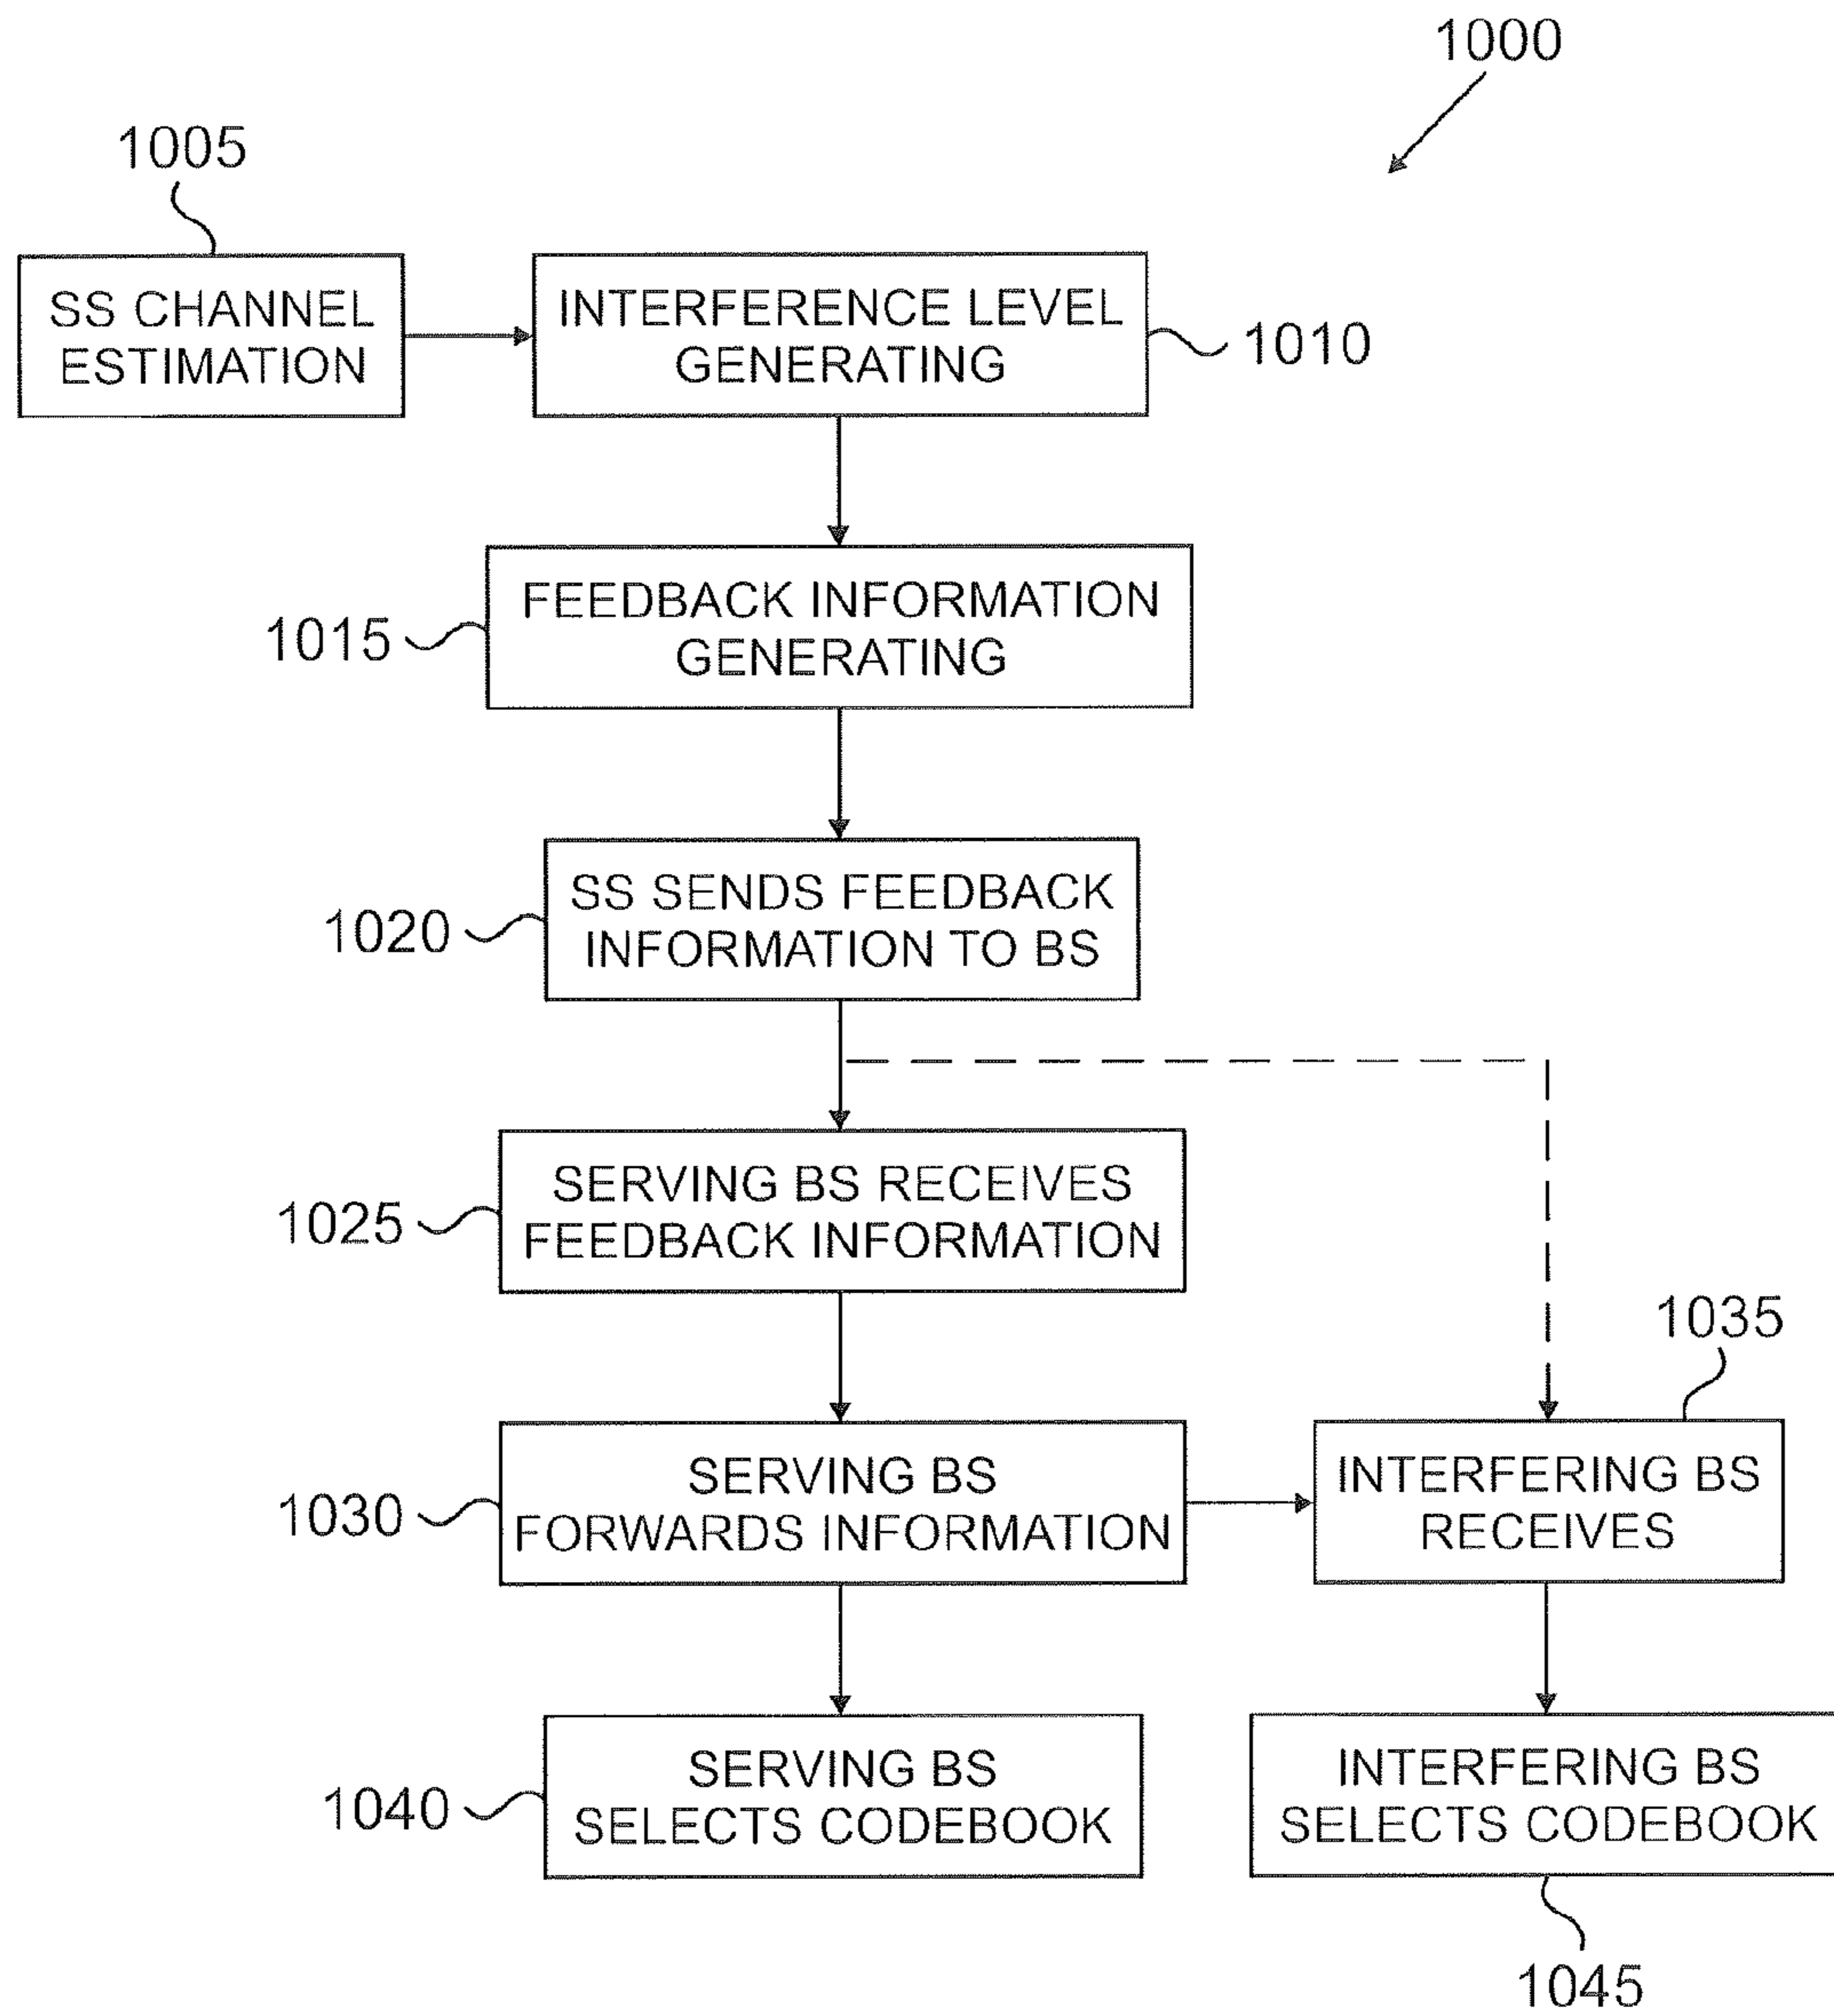 1000
1005
SS CHANNEL
ESTIMATION
INTERFERENCE LEVEL
GENERATING
1010
1015
FEEDBACK INFORMATION
GENERATING
1020
SS SENDS FEEDBACK
INFORMATION TO BS
1025
SERVING BS RECEIVES
FEEDBACK INFORMATION
1030
SERVING BS
FORWARDS INFORMATION
1035
INTERFERING BS
RECEIVES
1040
SERVING BS
SELECTS CODEBOOK
INTERFERING BS
SELECTS CODEBOOK
1045